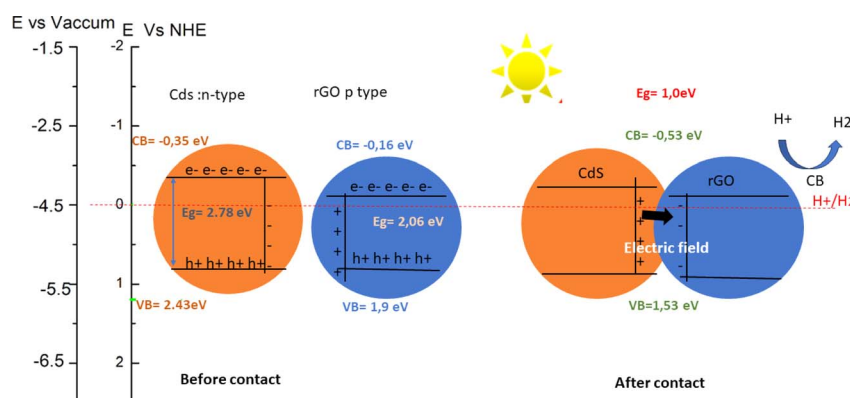 E vs Vaccum
E Vs NHE
-1.5
-2.5
-3.5
-4.5
-5.5
-6.5
-2
-1
0
1
2
Cds :n-type
CB= -0,35 eV
e- e- e- e- e-
Eg= 2.78 eV
- - - - -
h+ h+ h+ h+
VB= 2.43eV
rGO p type
CB= -0,16 eV
e- e- e- e- e-
+ + + + +
Eg= 2,06 eV
h+ h+ h+ h+
VB= 1,9 eV
Before contact
Eg= 1,0eV
CB= -0,53 eV
CdS
+ + + +
Electric field
rGO
- - - - -
VB=1,53 eV
H+
H2
CB
H+/H2
After contact